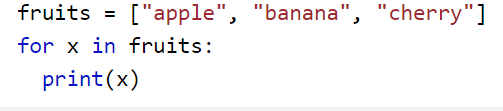 fruits = ["apple", "banana", "cherry"]
for x in fruits:
  print(x)